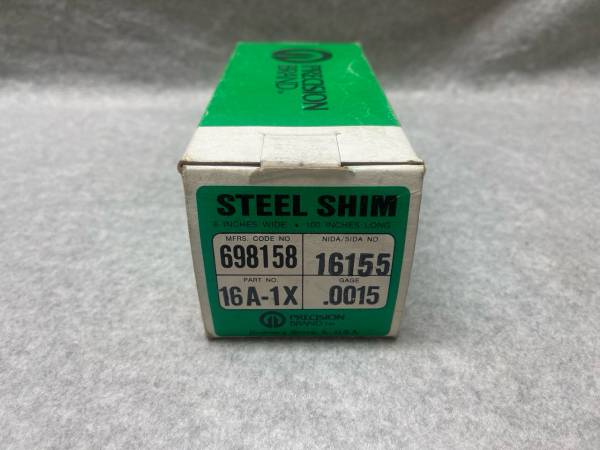 PRECISION
BRAND®
STEEL SHIM
6 INCHES WIDE • 100 INCHES LONG
MFRS. CODE NO.
698158
NIDA/SIDA NO.
16155
PART NO.
16A-1X
GAGE
.0015
PRECISION
BRAND
U.S.A.